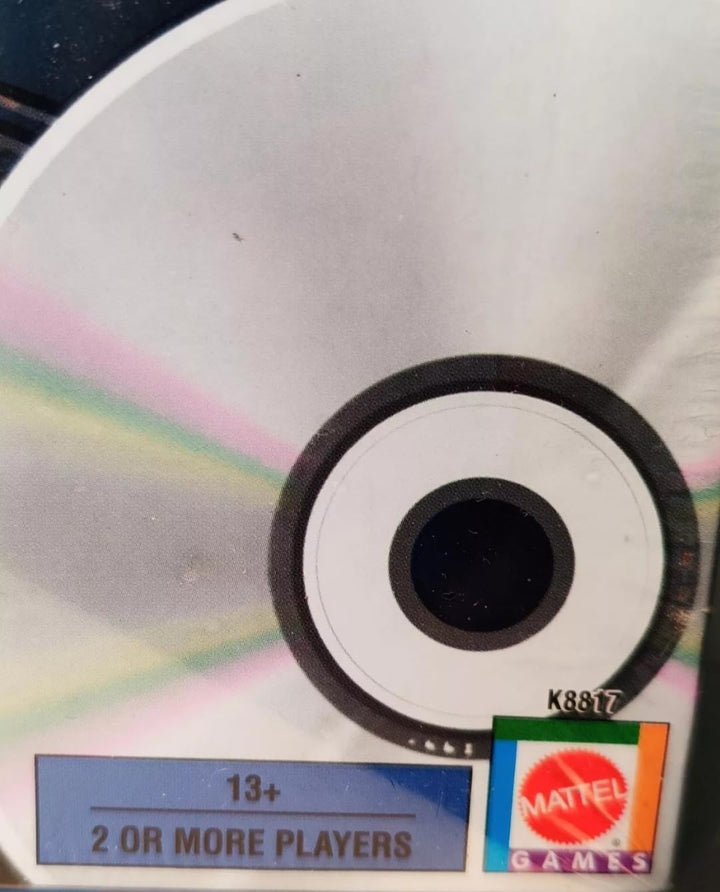 K8817
13+
2 OR MORE PLAYERS
MATTEL
®
GAMES